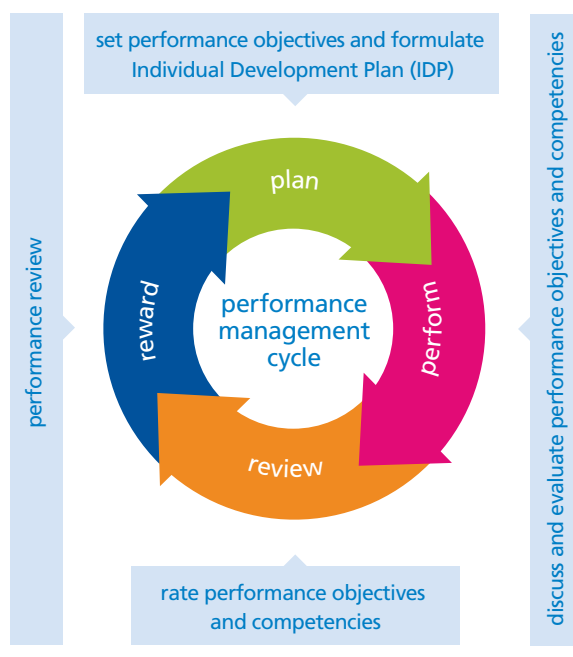 set performance objectives and formulate
Individual Development Plan (IDP)
plan
perform
review
reward
performance
management
cycle
discuss and evaluate performance objectives and competencies
rate performance objectives
and competencies
performance review